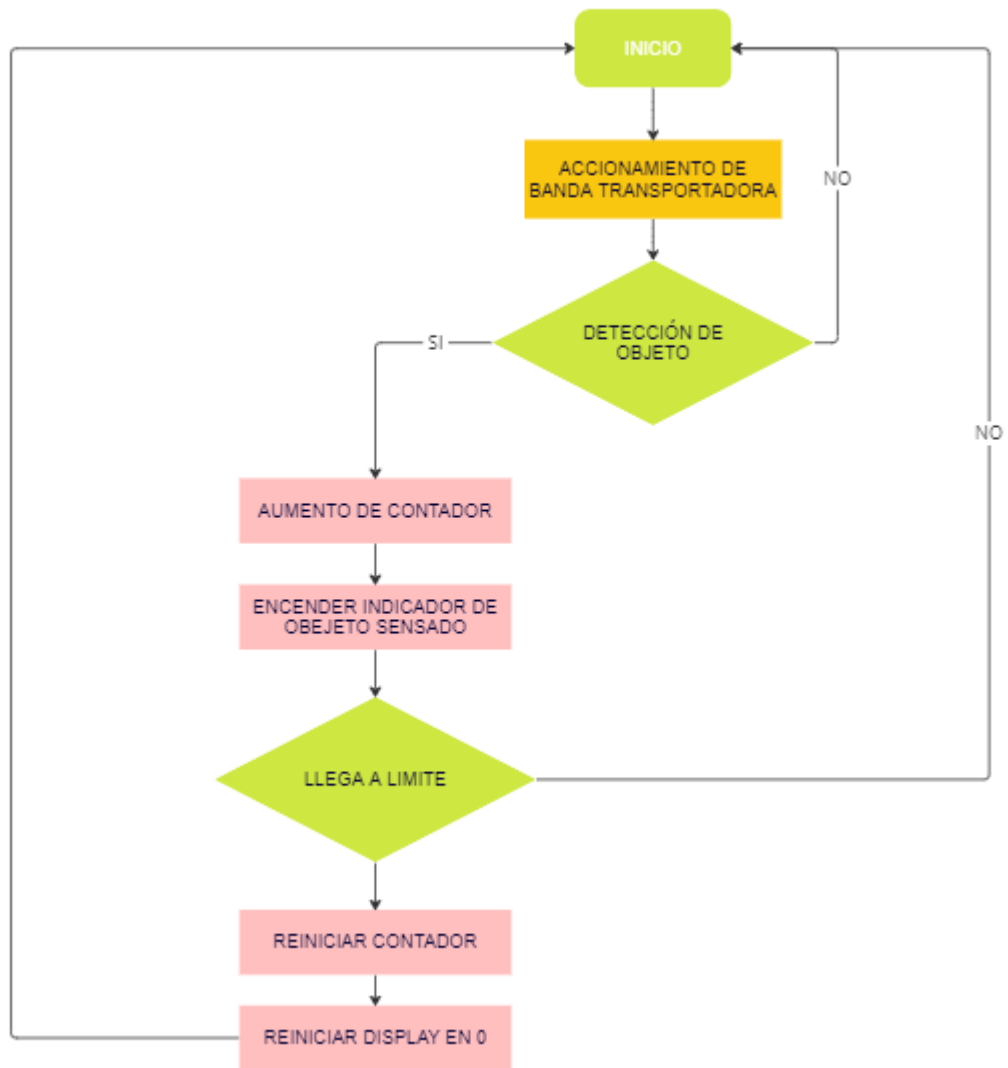 INICIO
ACCIONAMIENTO DE
BANDA TRANSPORTADORA
NO
DETECCIÓN DE
OBJETO
SI
NO
AUMENTO DE CONTADOR
ENCENDER INDICADOR DE
OBEJETO SENSADO
LLEGA A LIMITE
REINICIAR CONTADOR
REINICIAR DISPLAY EN 0